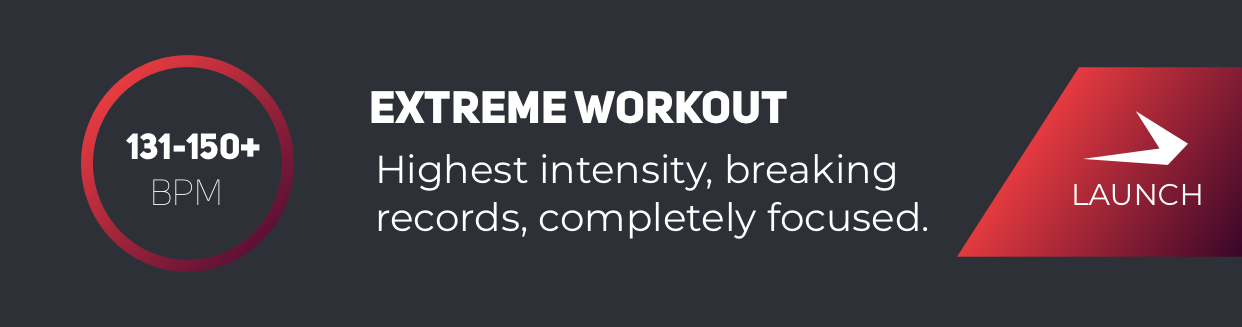 131-150+
BPM
EXTREME WORKOUT
Highest intensity, breaking
records, completely focused.
LAUNCH